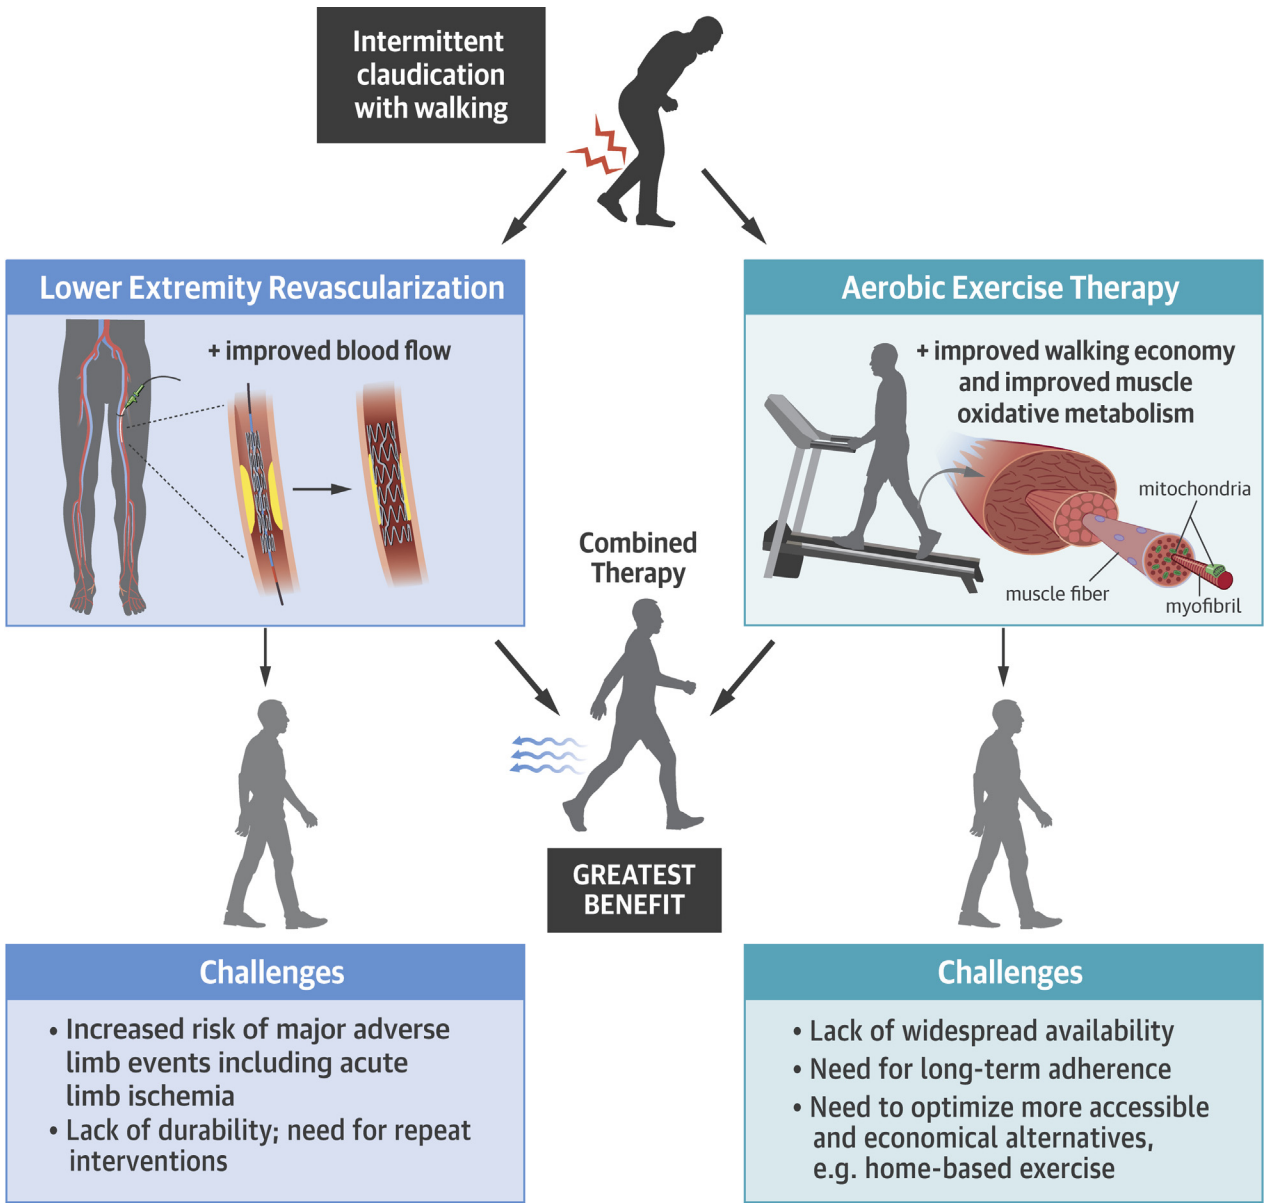 Intermittent
claudication
with walking
Lower Extremity Revascularization
+ improved blood flow
Aerobic Exercise Therapy
+ improved walking economy
and improved muscle
oxidative metabolism
mitochondria
muscle fiber
myofibril
Combined
Therapy
GREATEST
BENEFIT
Challenges
• Increased risk of major adverse
limb events including acute
limb ischemia
• Lack of durability; need for repeat
interventions
Challenges
• Lack of widespread availability
• Need for long-term adherence
• Need to optimize more accessible
and economical alternatives,
e.g. home-based exercise